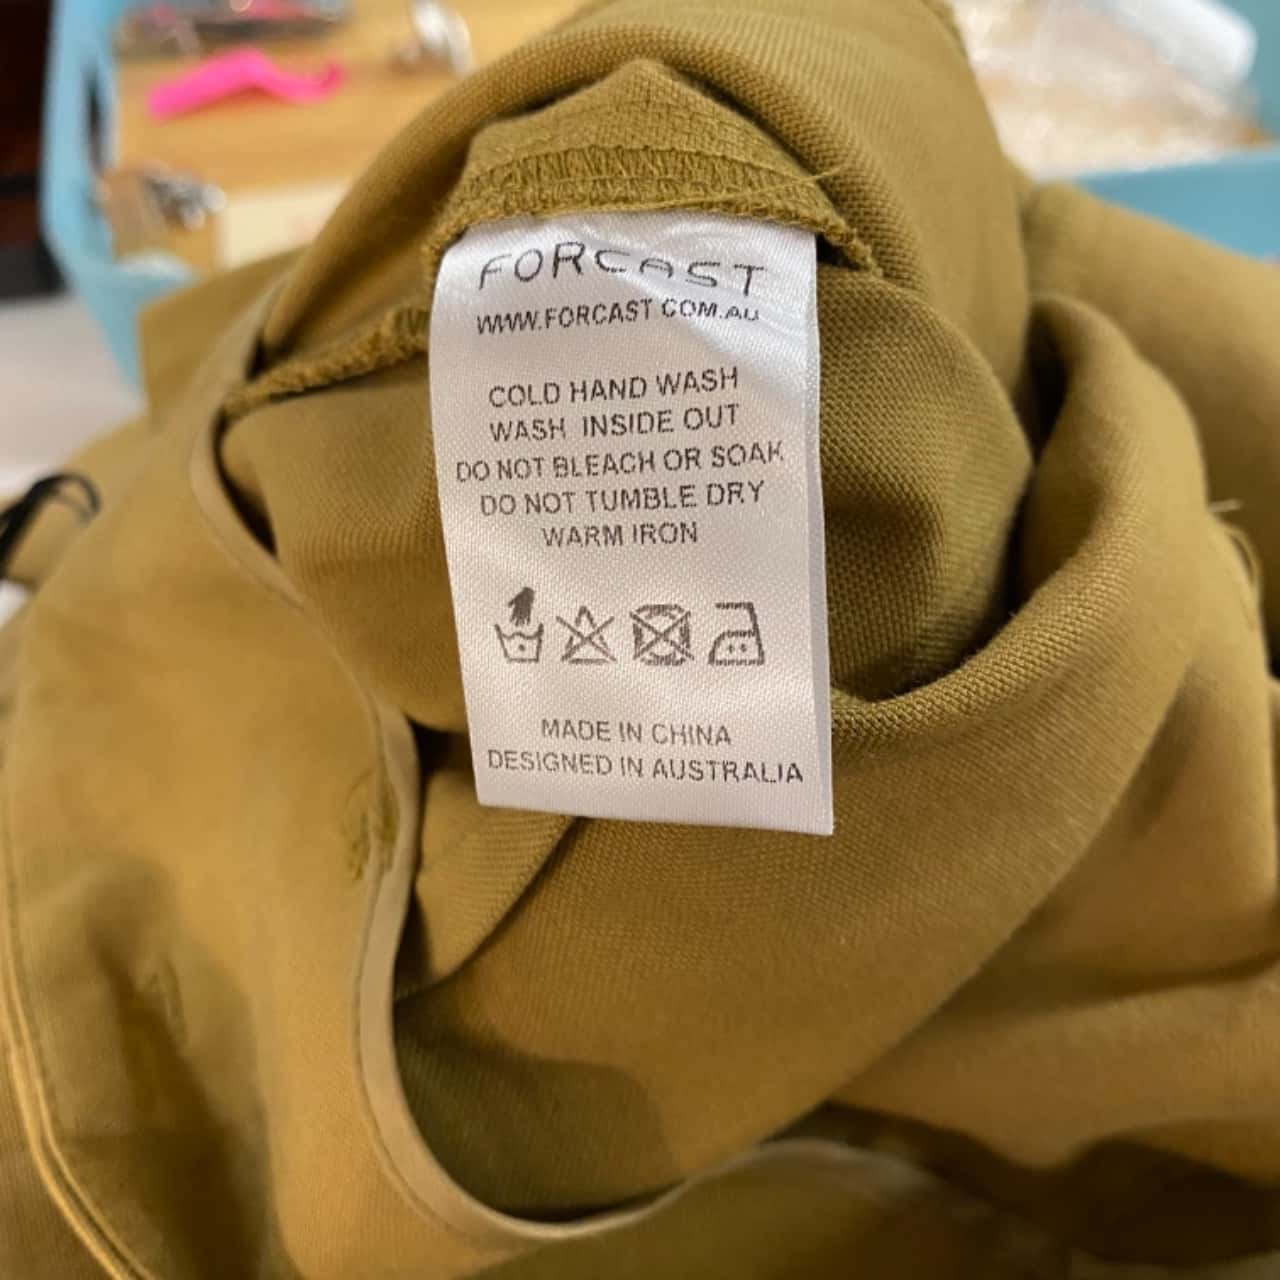 FORCAST
WWW.FORCAST.COM.AU
COLD HAND WASH
WASH INSIDE OUT
DO NOT BLEACH OR SOAK
DO NOT TUMBLE DRY
WARM IRON
MADE IN CHINA
DESIGNED IN AUSTRALIA